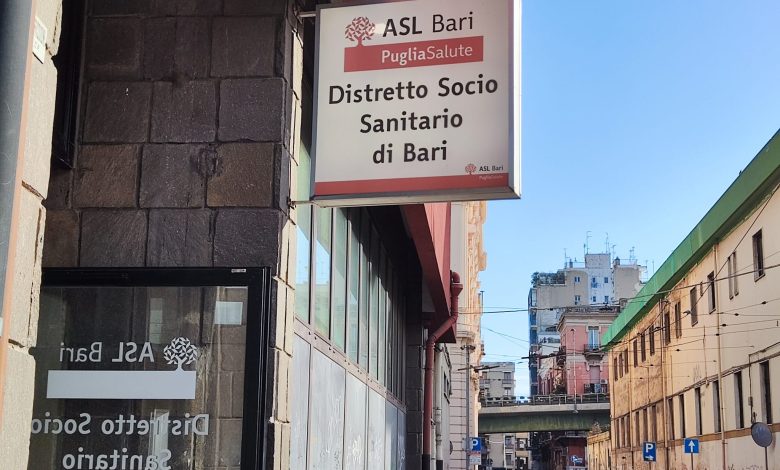 ASL Bari
PugliaSalute
Distretto Socio
Sanitario
di Bari
ASL Bari
PugliaSalute
ASL Bari
Distretto Socio
Sanitario
P
P